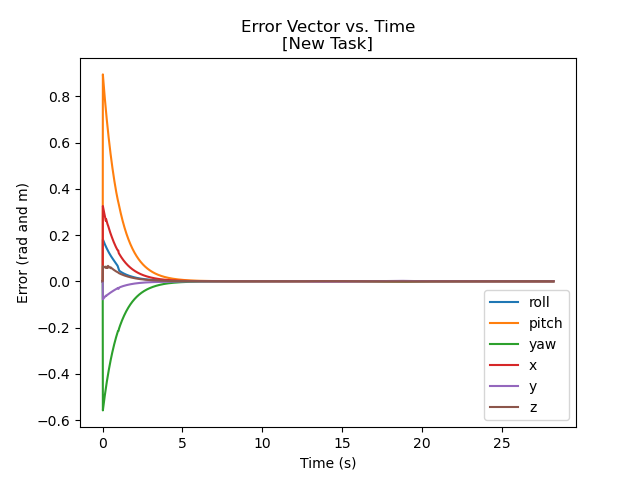 Error Vector vs. Time
[New Task]
Error (rad and m)
0.8
0.6
0.4
0.2
0.0
−0.2
−0.4
−0.6
0
5
10
15
20
25
Time (s)
roll
pitch
yaw
x
y
z